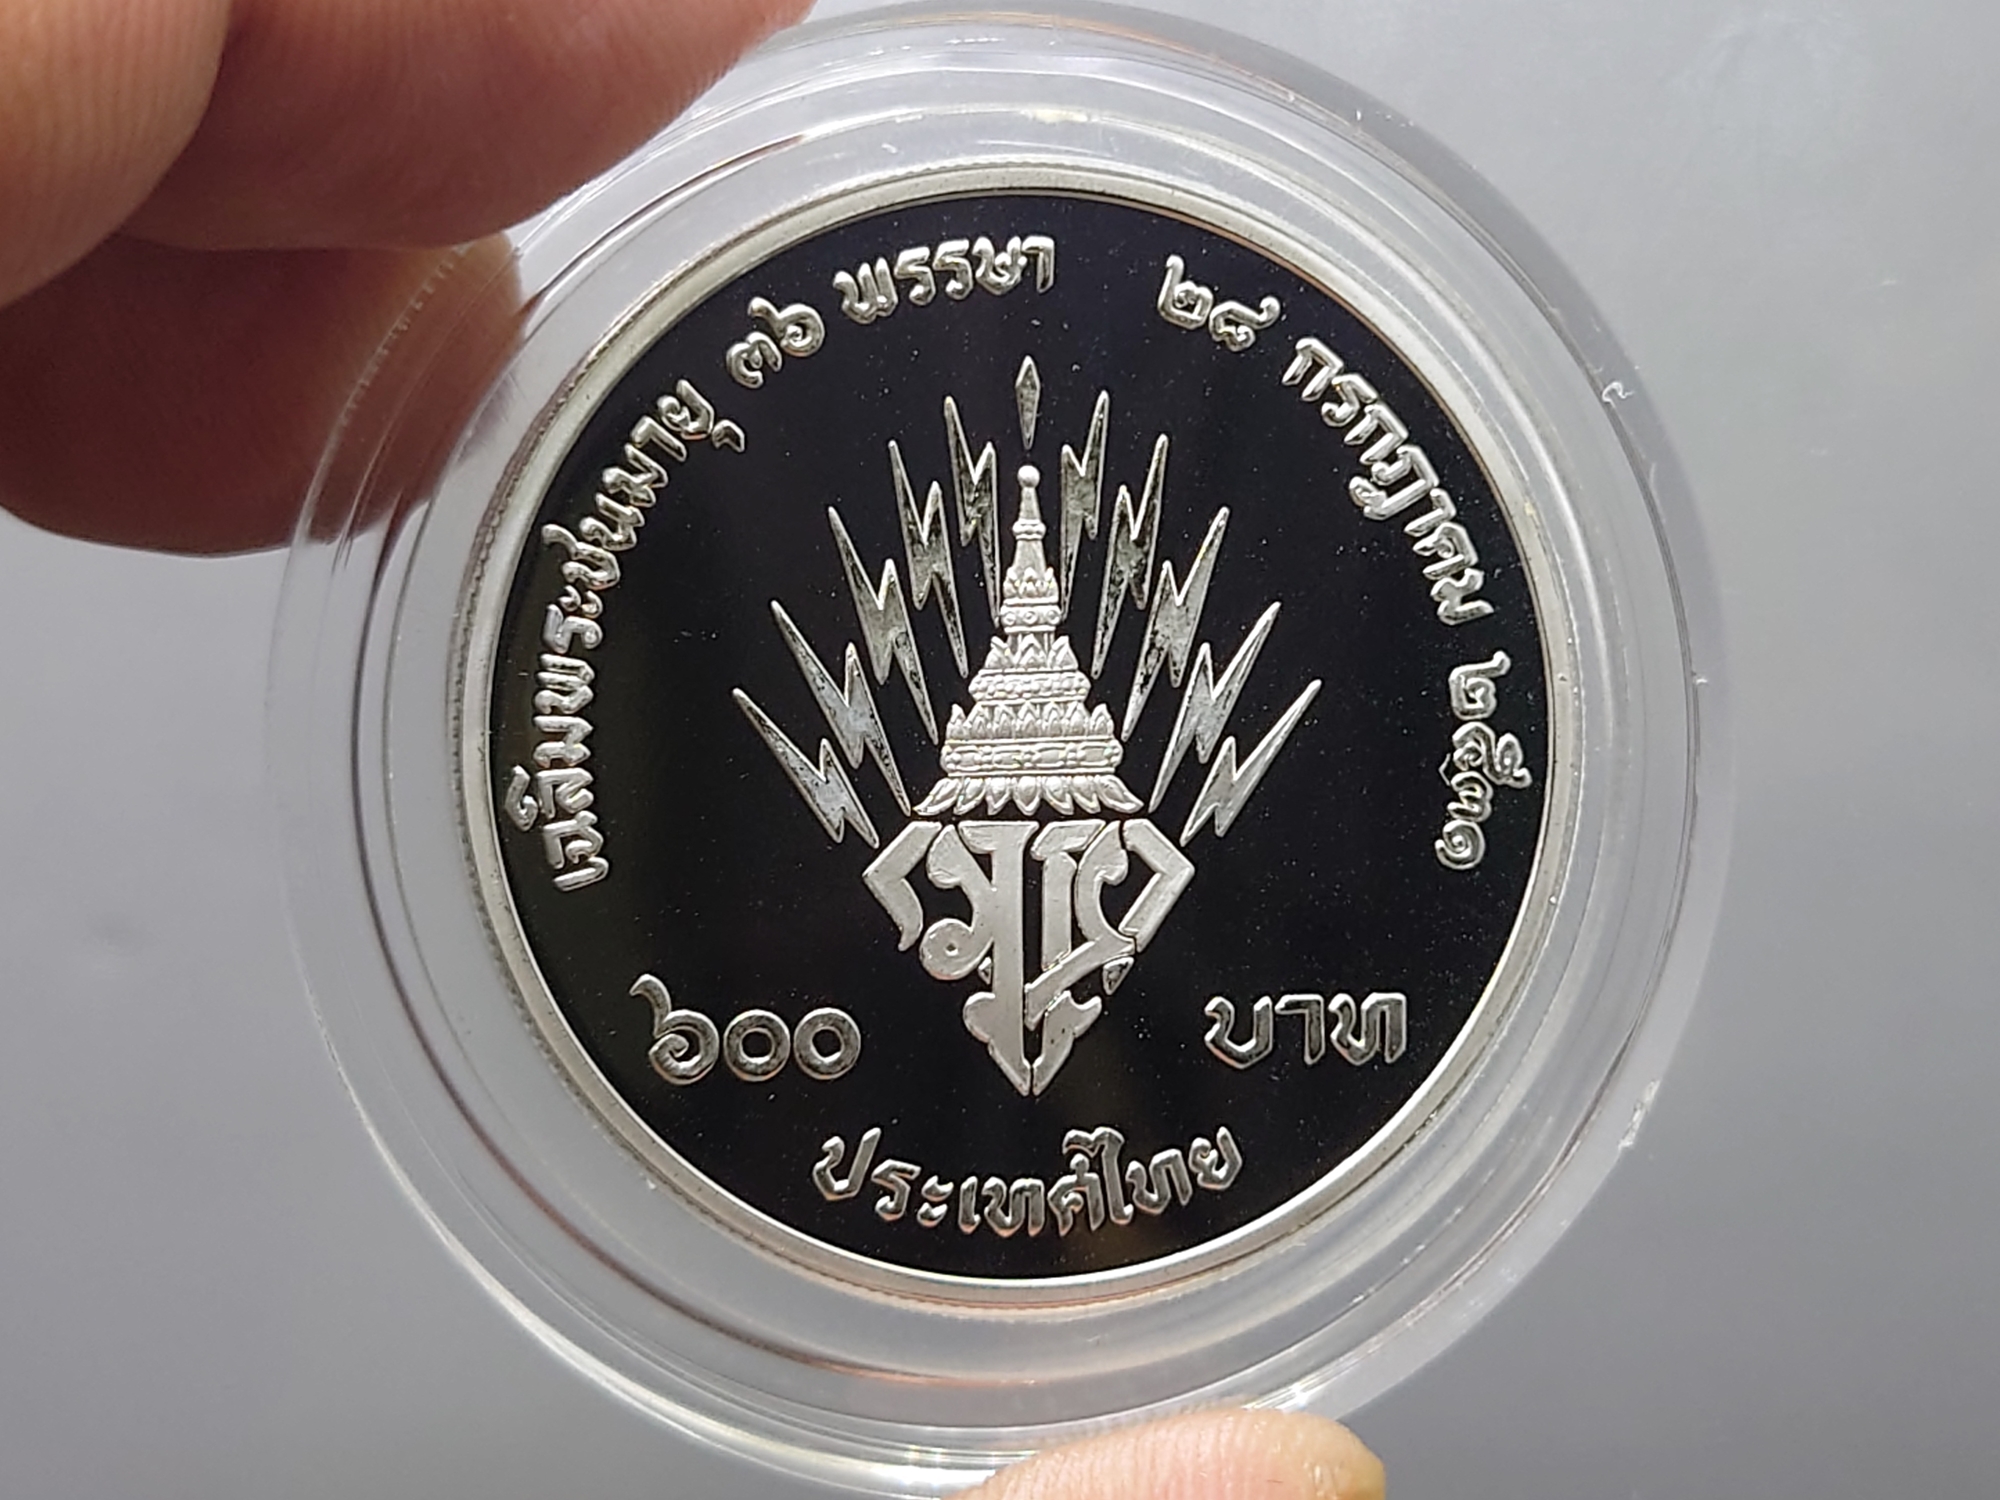 เฉลิมพระชนมายุ ๓๖ พรรษา ๒๘ กรกฎาคม ๒๕๓๑
๖๐๐ บาท
ประเทศไทย